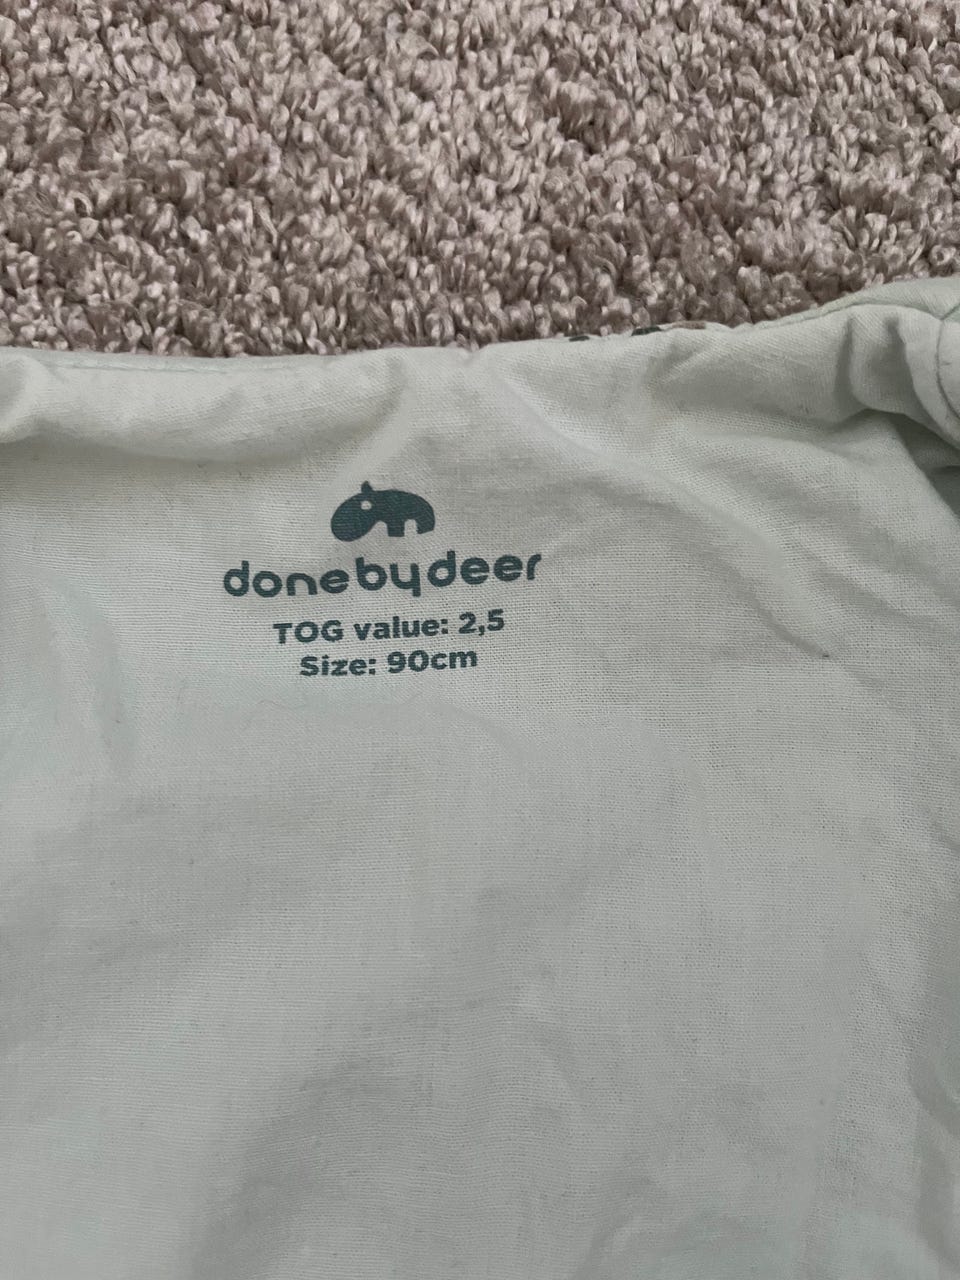 donebydeer
TOG value: 2,5
Size: 90cm